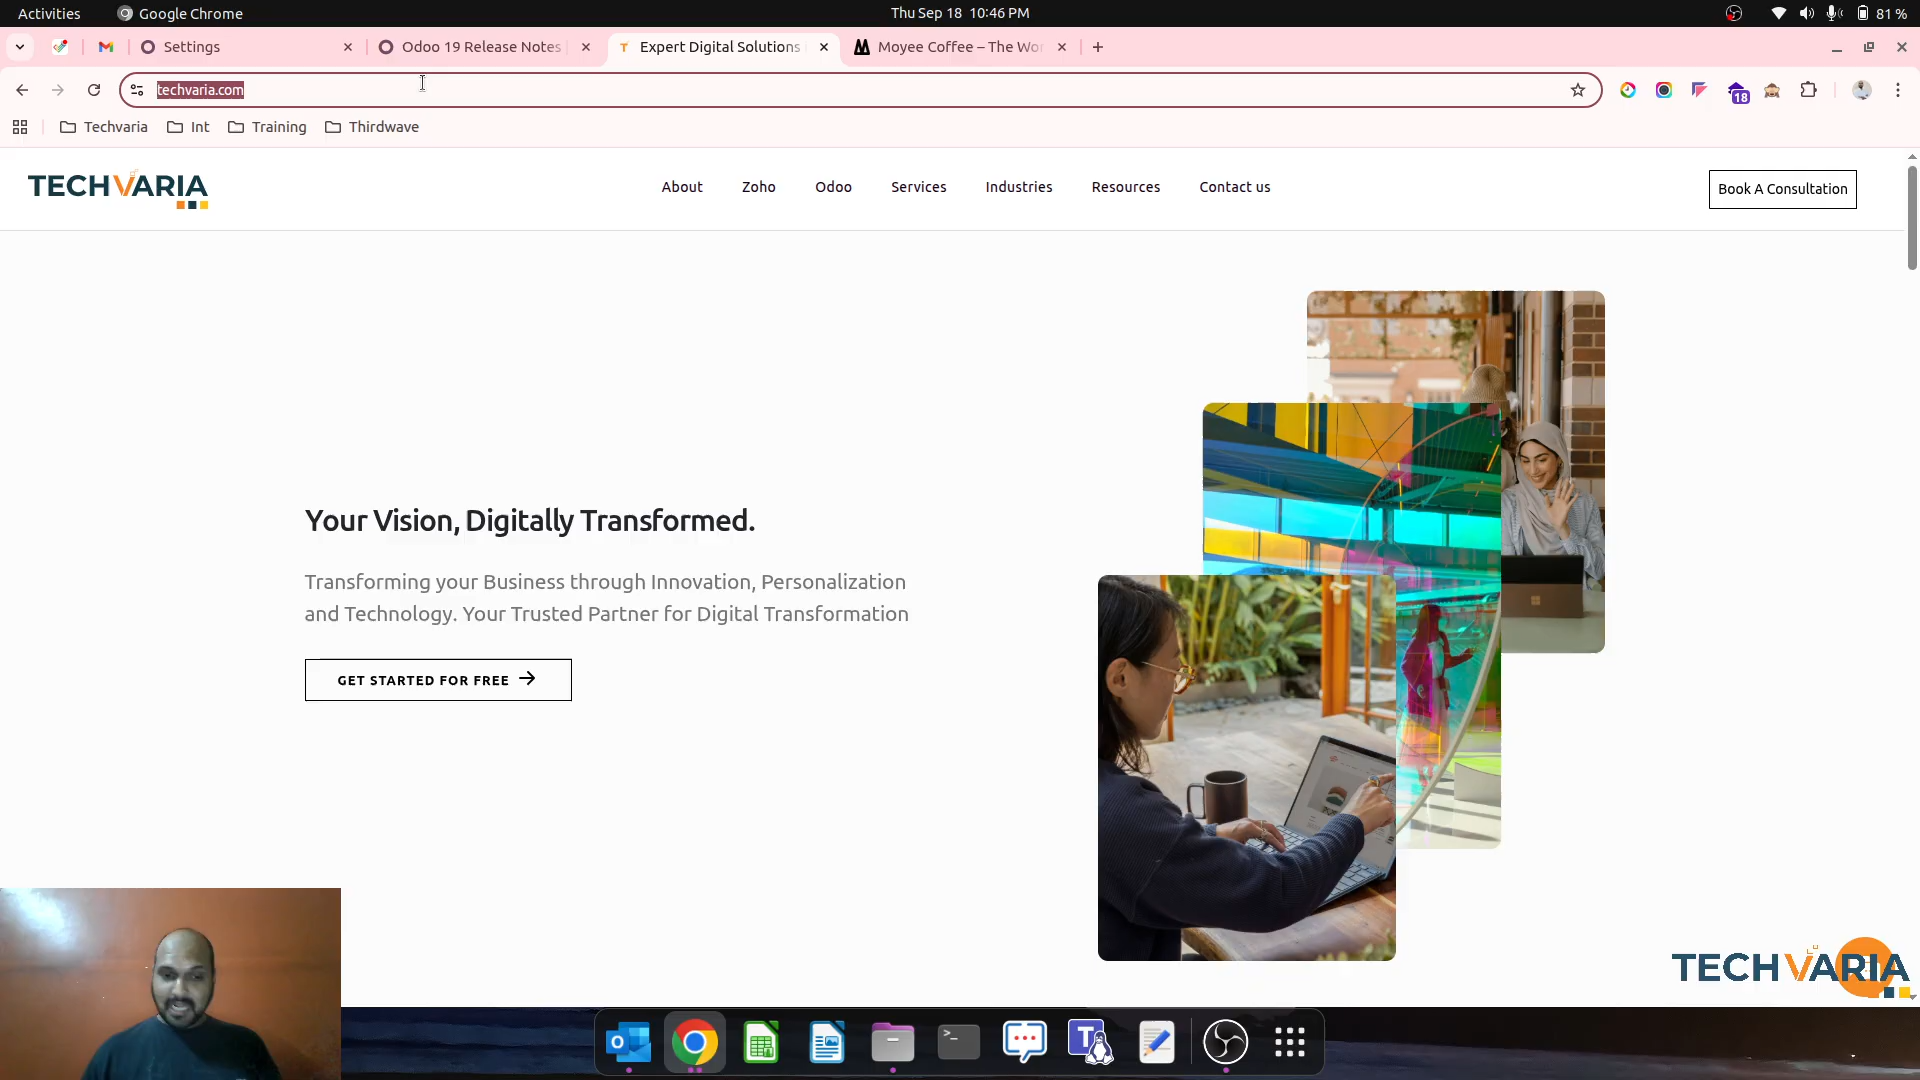 Activities
Google Chrome
Thu Sep 18 10:46 PM
81 %
Settings
Odoo 19 Release Notes
Expert Digital Solutions
Moyee Coffee – The Wo
techvaria.com
18
Techvaria
Int
Training
Thirdwave
TECHVARIA
About
Zoho
Odoo
Services
Industries
Resources
Contact us
Book A Consultation
Your Vision, Digitally Transformed.
Transforming your Business through Innovation, Personalization
and Technology. Your Trusted Partner for Digital Transformation
GET STARTED FOR FREE
TECHVARIA